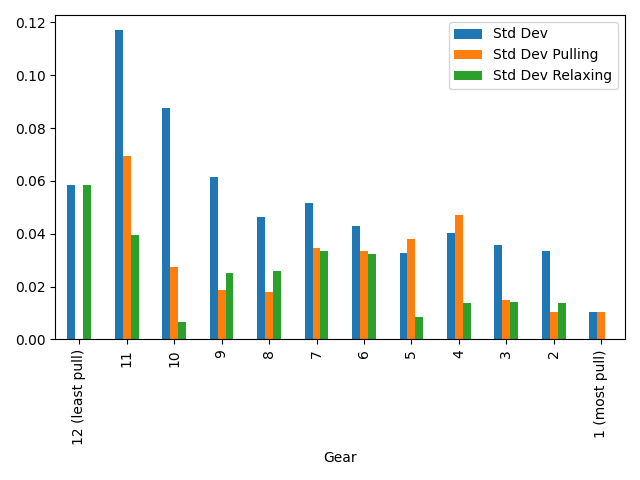 Std Dev
Std Dev Pulling
Std Dev Relaxing
0.12
0.10
0.08
0.06
0.04
0.02
0.00
12 (least pull)
11
10
9
8
7
6
5
4
3
2
1 (most pull)
Gear